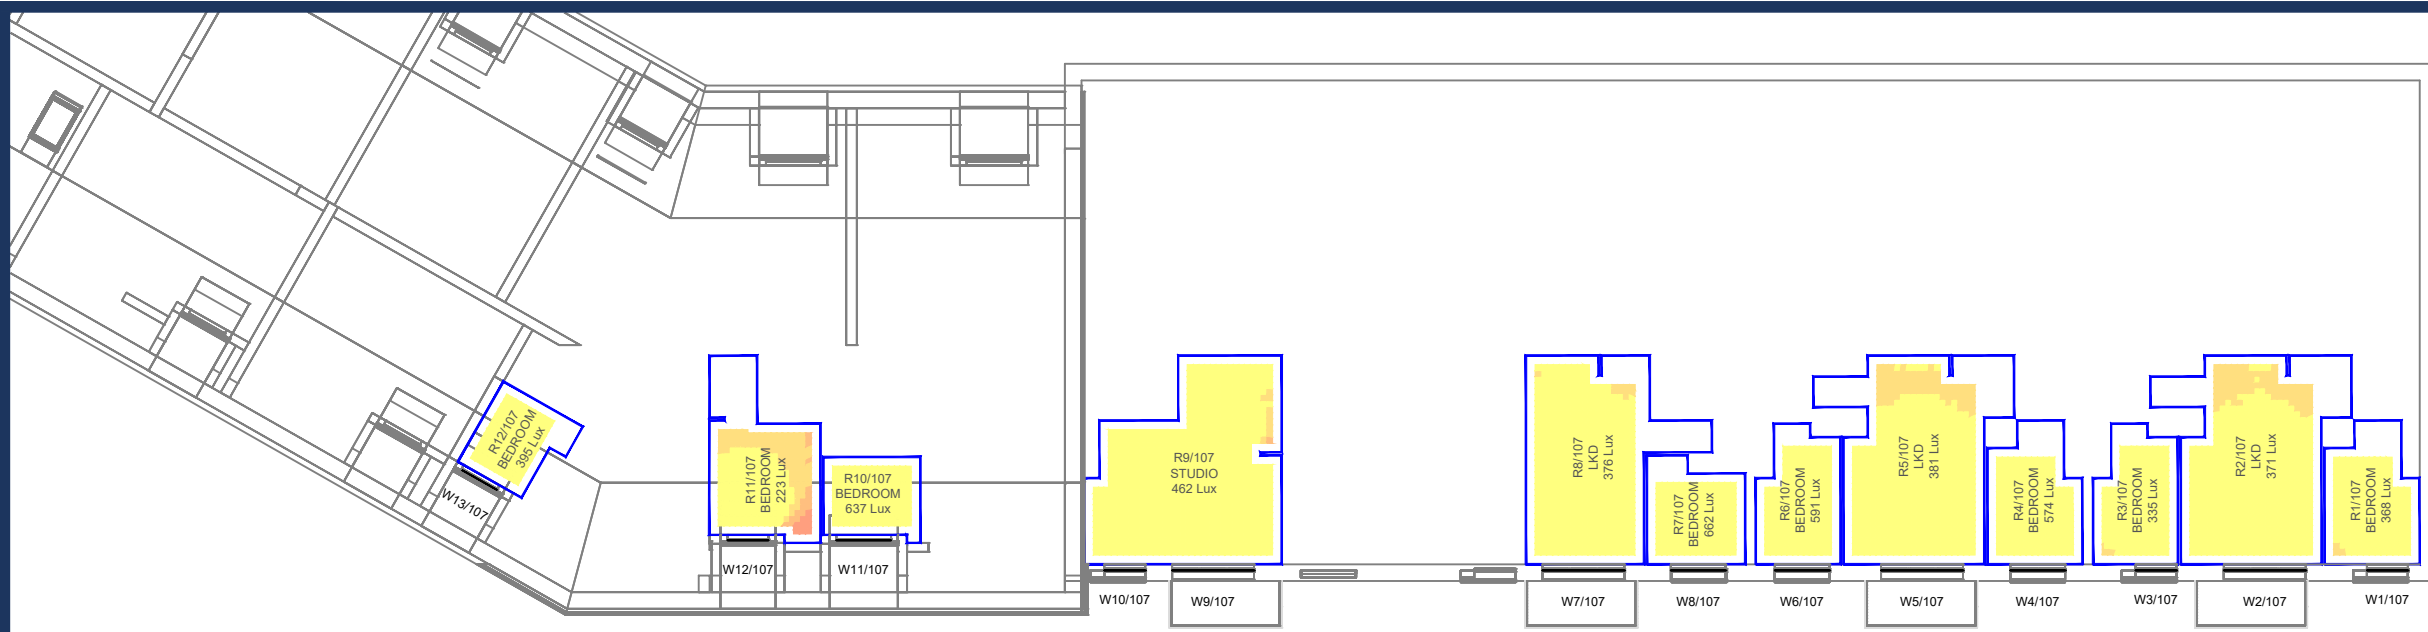 R12/107
BEDROOM
395 Lux
W13/107
R11/107
BEDROOM
223 Lux
W12/107
R10/107
BEDROOM
637 Lux
W11/107
R9/107
STUDIO
462 Lux
W10/107
W9/107
R8/107
LKD
376 Lux
W7/107
R7/107
BEDROOM
662 Lux
W8/107
R6/107
BEDROOM
591 Lux
W6/107
R5/107
LKD
381 Lux
W5/107
R4/107
BEDROOM
574 Lux
W4/107
R3/107
BEDROOM
335 Lux
W3/107
R2/107
LKD
371 Lux
W2/107
R1/107
BEDROOM
368 Lux
W1/107